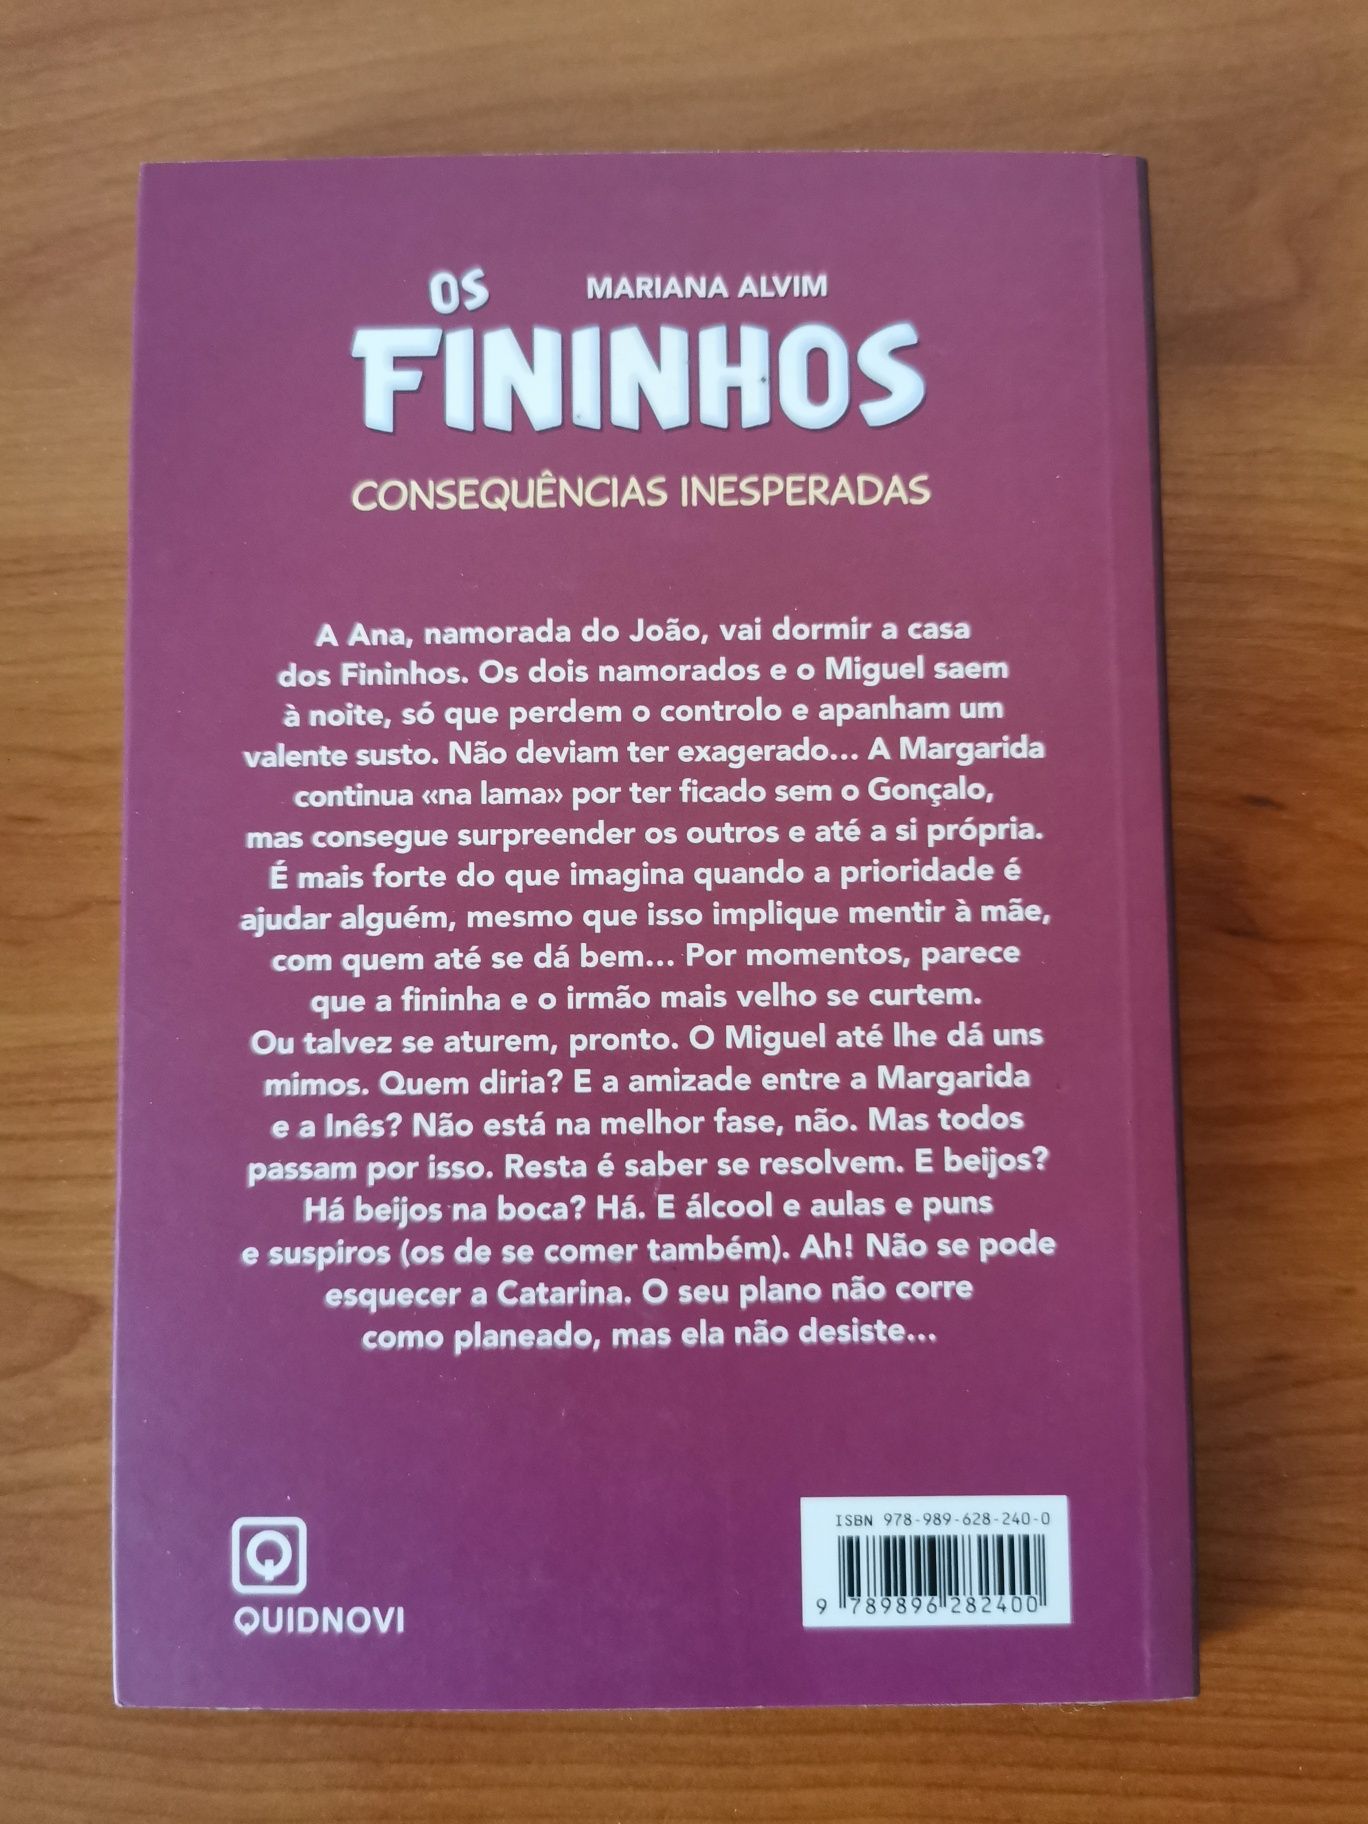 OS
MARIANA ALVIM
FININHOS
CONSEQUÊNCIAS INESPERADAS
A Ana, namorada do João, vai dormir a casa
dos Fininhos. Os dois namorados e o Miguel saem
à noite, só que perdem o controlo e apanham um
valente susto. Não deviam ter exagerado... A Margarida
continua «na lama» por ter ficado sem o Gonçalo,
mas consegue surpreender os outros e até a si própria.
É mais forte do que imagina quando a prioridade é
ajudar alguém, mesmo que isso implique mentir à mãe,
com quem até se dá bem... Por momentos, parece
que a fininha e o irmão mais velho se curtem.
Ou talvez se aturem, pronto. O Miguel até lhe dá uns
mimos. Quem diria? E a amizade entre a Margarida
e a Inês? Não está na melhor fase, não. Mas todos
passam por isso. Resta é saber se resolvem. E beijos?
Há beijos na boca? Há. E álcool e aulas e puns
e suspiros (os de se comer também). Ah! Não se pode
esquecer a Catarina. O seu plano não corre
como planeado, mas ela não desiste...
ISBN 978-989-628-240-0
9 789896 282400
QUIDNOVI